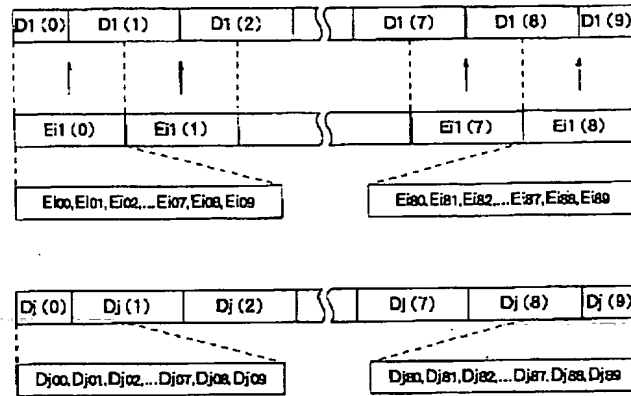 D1 (0) D1 (1) D1 (2) D1 (7) D1 (8) D1 (9)
Ei1 (0) Ei1 (1) Ei1 (7) Ei1 (8)
Ei00, Ei01, Ei02, ...Ei07, Ei08, Ei09 Ei80, Ei81, Ei82, ...Ei87, Ei88, Ei89
Dj (0) Dj (1) Dj (2) Dj (7) Dj (8) Dj (9)
Dj00, Dj01, Dj02, ...Dj07, Dj08, Dj09 Dj80, Dj81, Dj82, ...Dj87, Dj88, Dj89